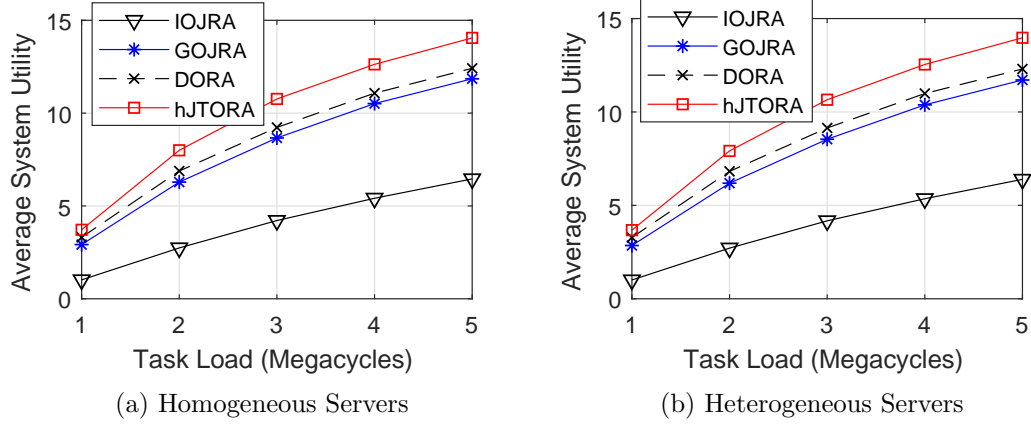 IOJRA
GOJRA
DORA
hJTORA
15
10
5
0
Average System Utility
1 2 3 4 5
Task Load (Megacycles)
(a) Homogeneous Servers
IOJRA
GOJRA
DORA
hJTORA
15
10
5
0
Average System Utility
1 2 3 4 5
Task Load (Megacycles)
(b) Heterogeneous Servers